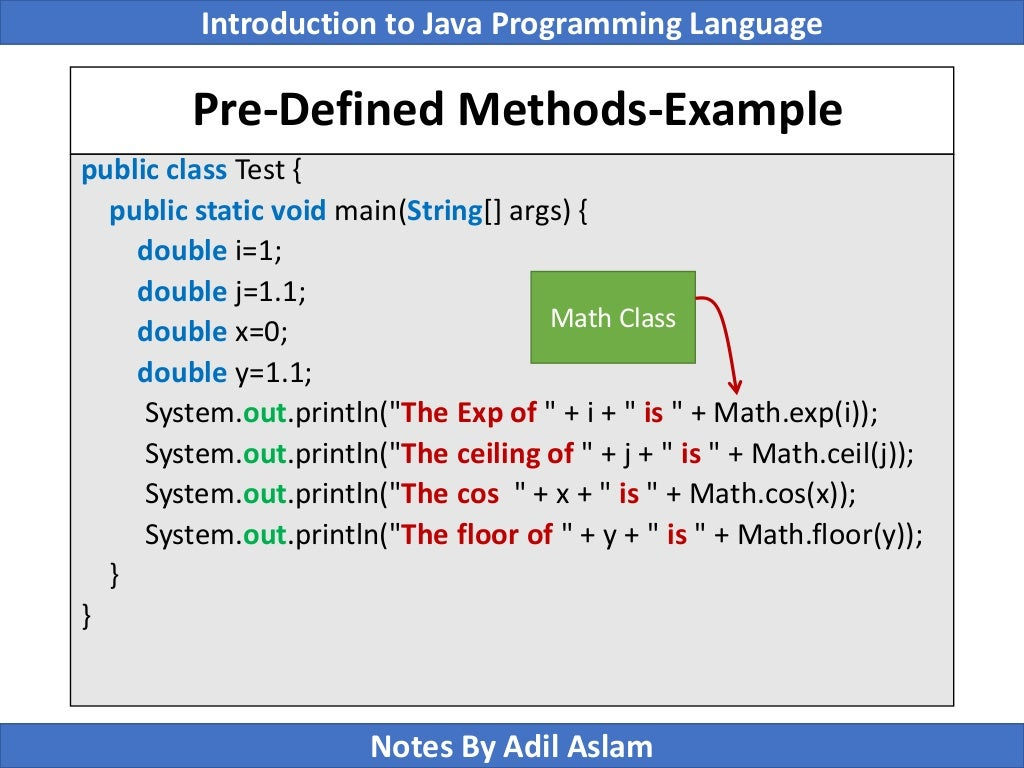 Introduction to Java Programming Language
Pre-Defined Methods-Example
public class Test {
public static void main(String[] args) {
double i=1;
double j=1.1;
double x=0;
double y=1.1;
Math Class
System.out.println("The Exp of " + i + " is " + Math.exp(i));
System.out.println("The ceiling of " + j + " is " + Math.ceil(j));
System.out.println("The cos  " + x + " is " + Math.cos(x));
System.out.println("The floor of " + y + " is " + Math.floor(y));
}
}
Notes By Adil Aslam